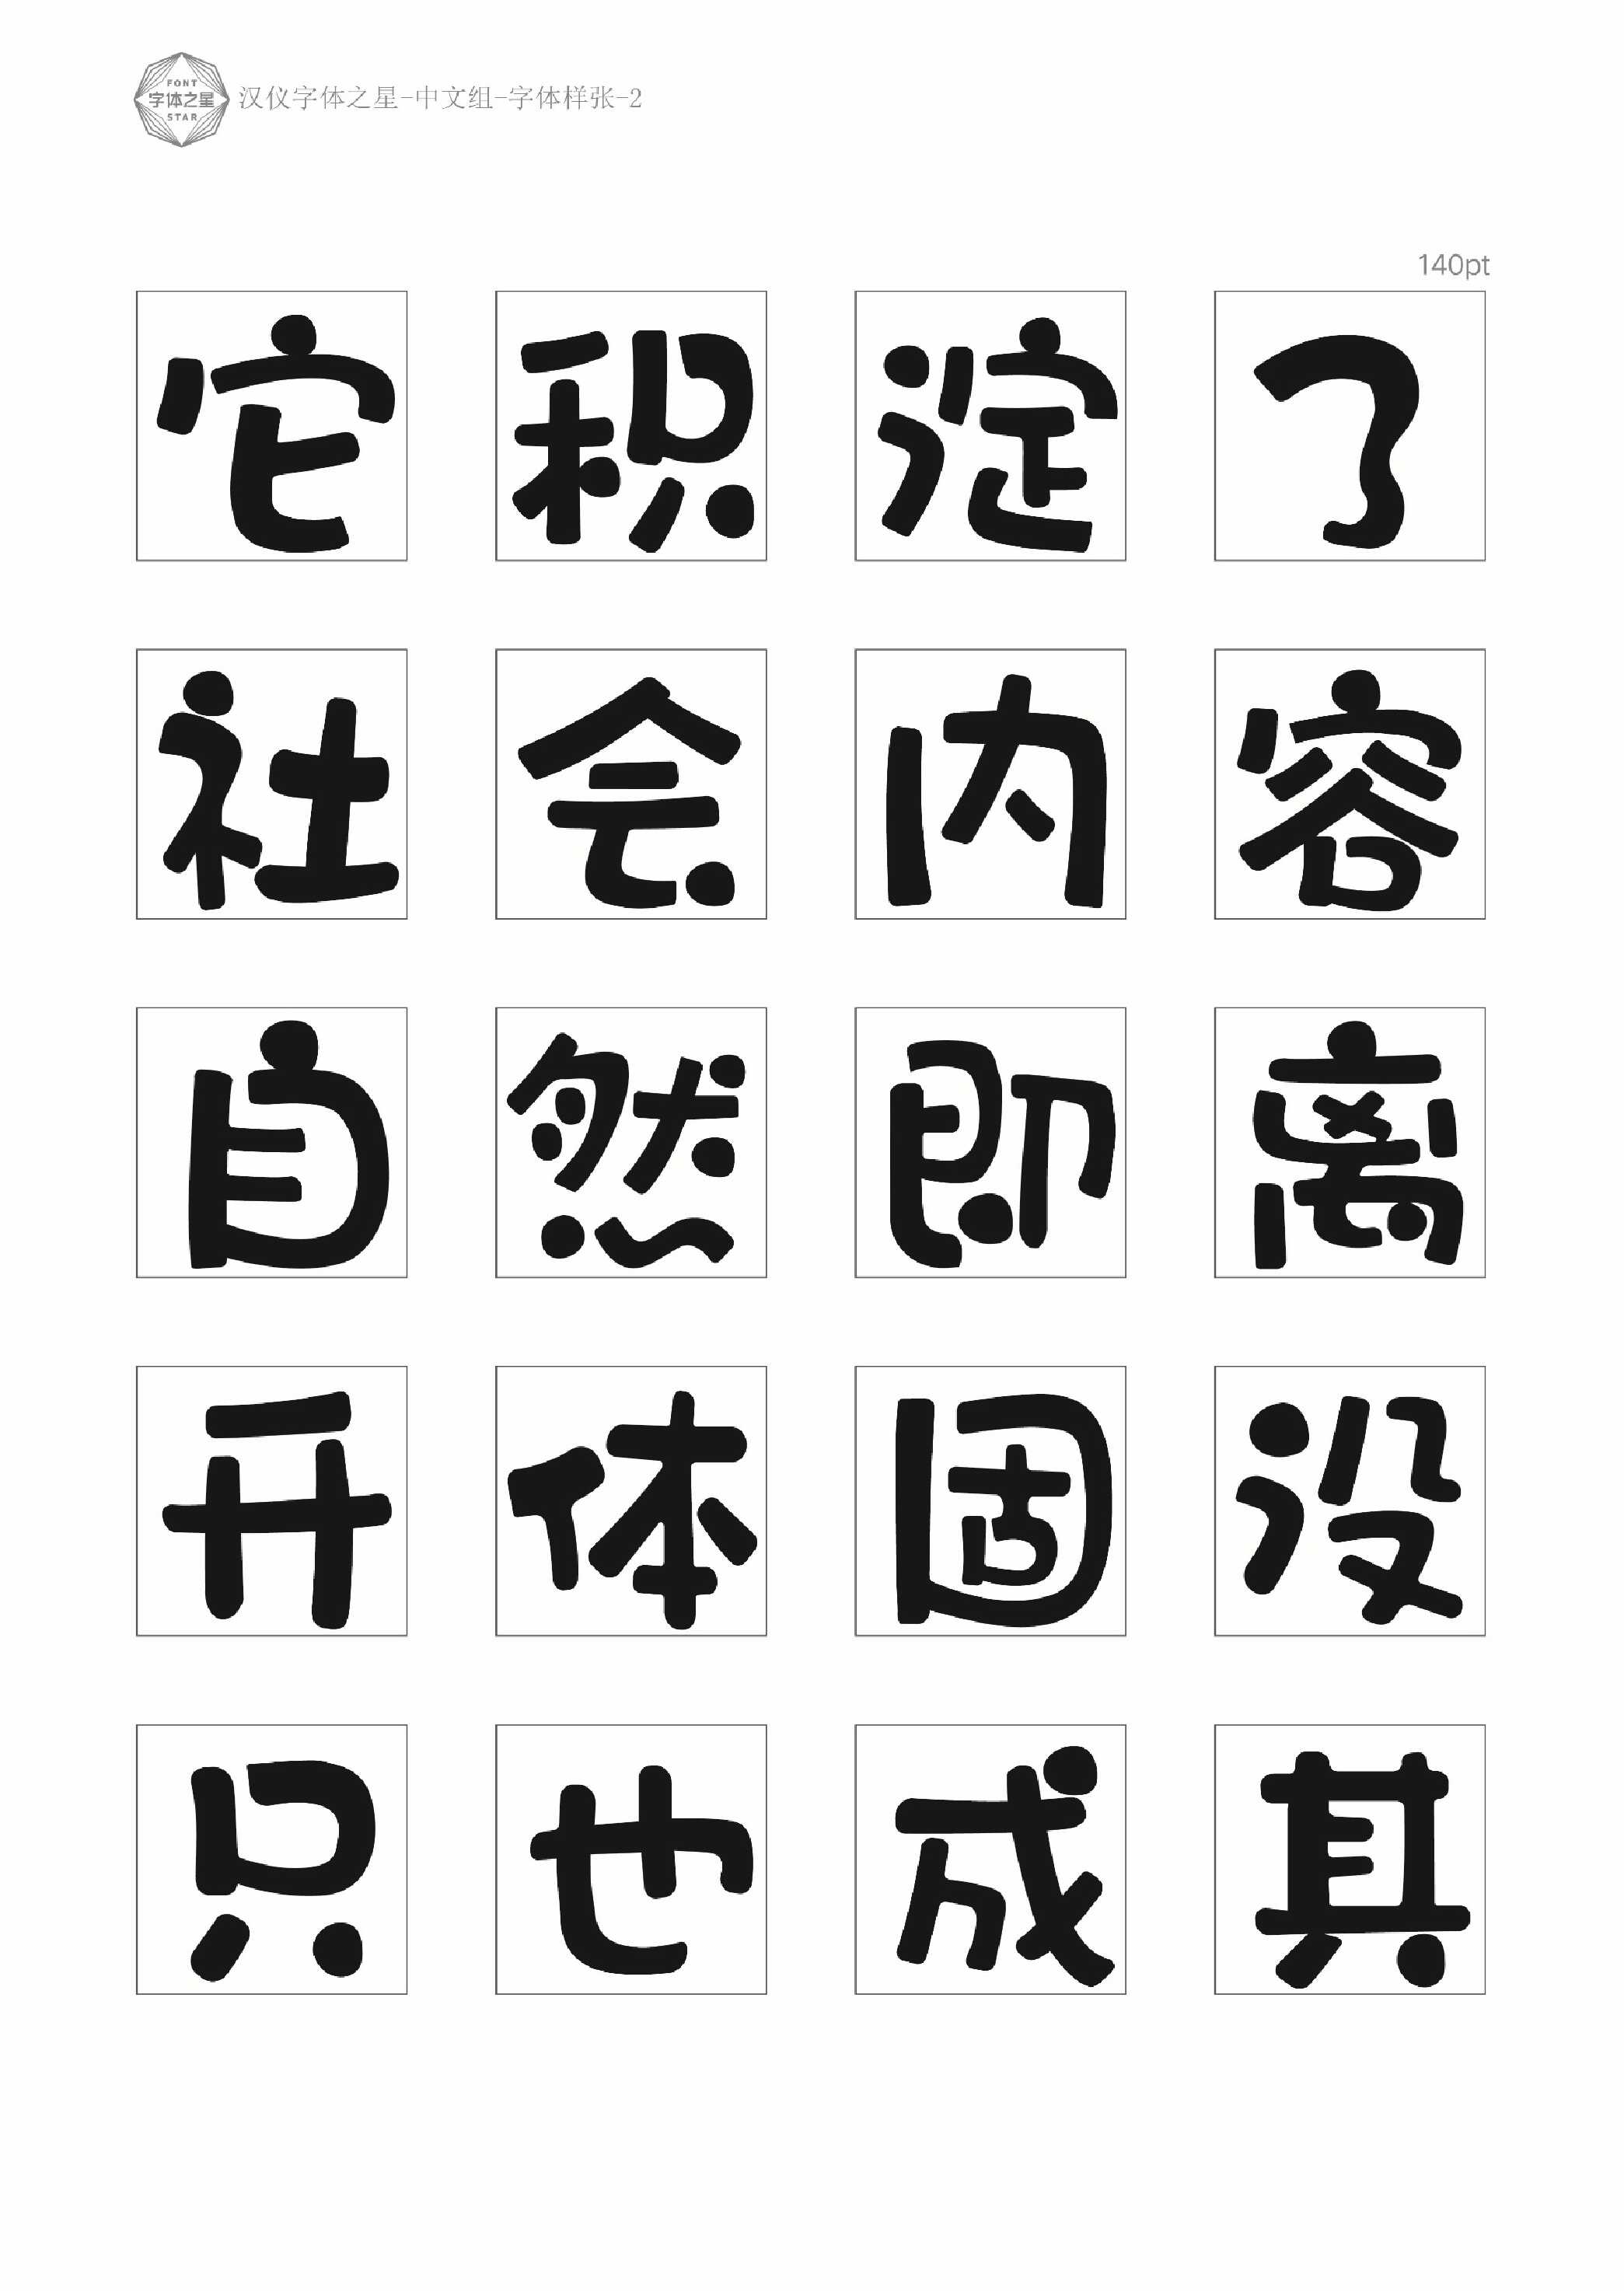 FONT
字体之星
STAR
汉仪字体之星-中文组-字体样张-2
140pt
它积淀了
社会内容
自然即离
开体固没
只也成其